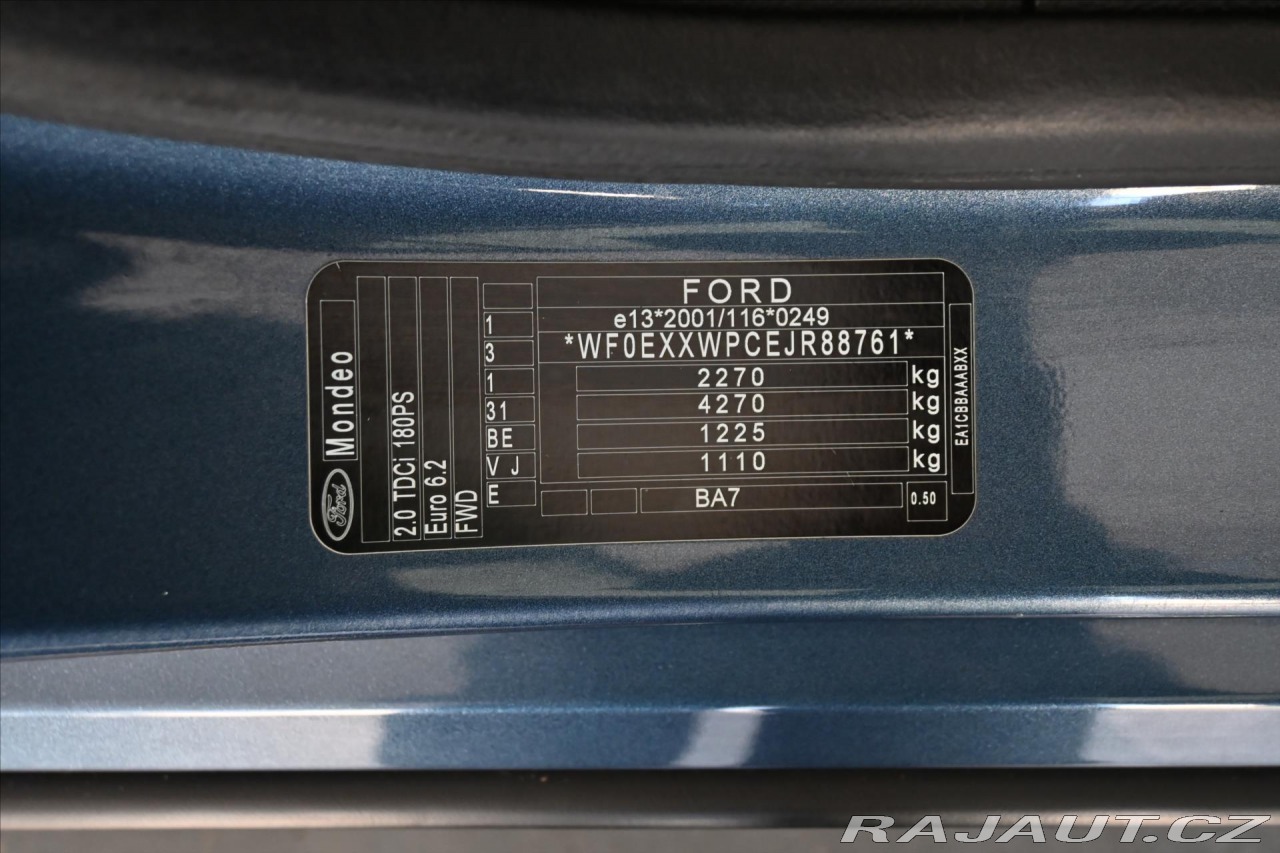 Ford
Mondeo
2.0 TDCi 180PS
Euro 6.2
FWD
1
3
1
31
BE
V J
E
FORD
e13*2001/116*0249
*WF0EXXWPCEJR88761*
2270 kg
4270 kg
1225 kg
1110 kg
BA7
0.50
EA1CBBAAABXX
RAJAUT.CZ